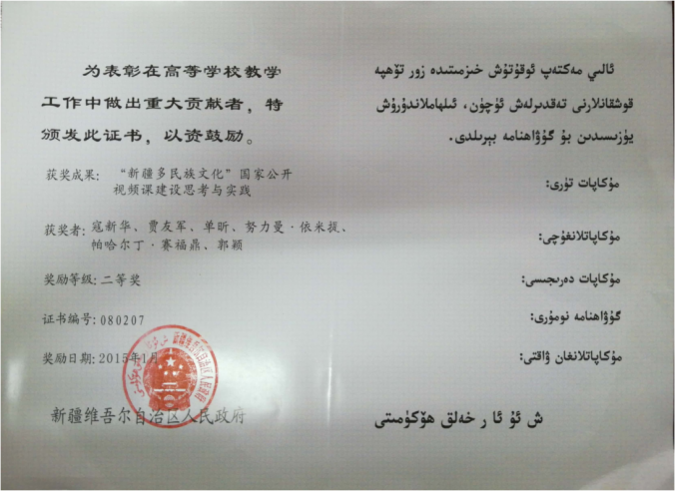 为表彰在高等学校教学
工作中做出重大贡献者，特
颁发此证书，以资鼓励。
获奖成果：“新疆多民族文化”国家公开
视频课建设思考与实践
获奖者：寇新华、贾友军、单昕、努力曼·依米提、
帕哈尔丁·赛福鼎、郭颖
奖励等级：二等奖
证书编号：080207
奖励日期：2015年1月
新疆维吾尔自治区人民政府
ئالىي مەكتەپ ئوقۇتۇش خىزمىتىدە زور تۆھپە
قوشقانلارنى تەقدىرلەش ئۈچۈن، ئىلھاملاندۇرۇش
يۈزىسىدىن بۇ گۇۋاھنامە بېرىلدى.
مۇكاپات تۈرى:
مۇكاپاتلانغۇچى:
مۇكاپات دەرىجىسى:
گۇۋاھنامە نومۇرى:
مۇكاپاتلانغان ۋاقتى:
ش ئۇ ئا ر خەلق ھۆكۈمىتى